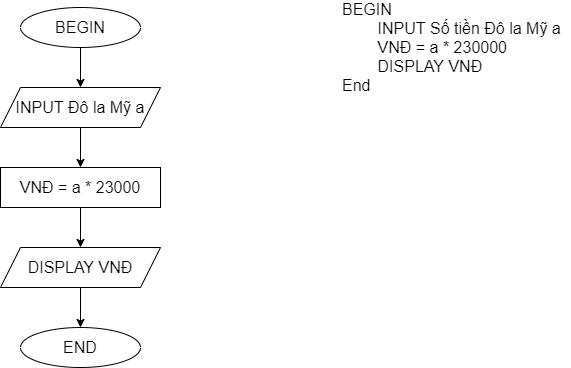 BEGIN
INPUT Đô la Mỹ a
VNĐ = a * 23000
DISPLAY VNĐ
END
BEGIN
INPUT Số tiền Đô la Mỹ a
VNĐ = a * 230000
DISPLAY VNĐ
End